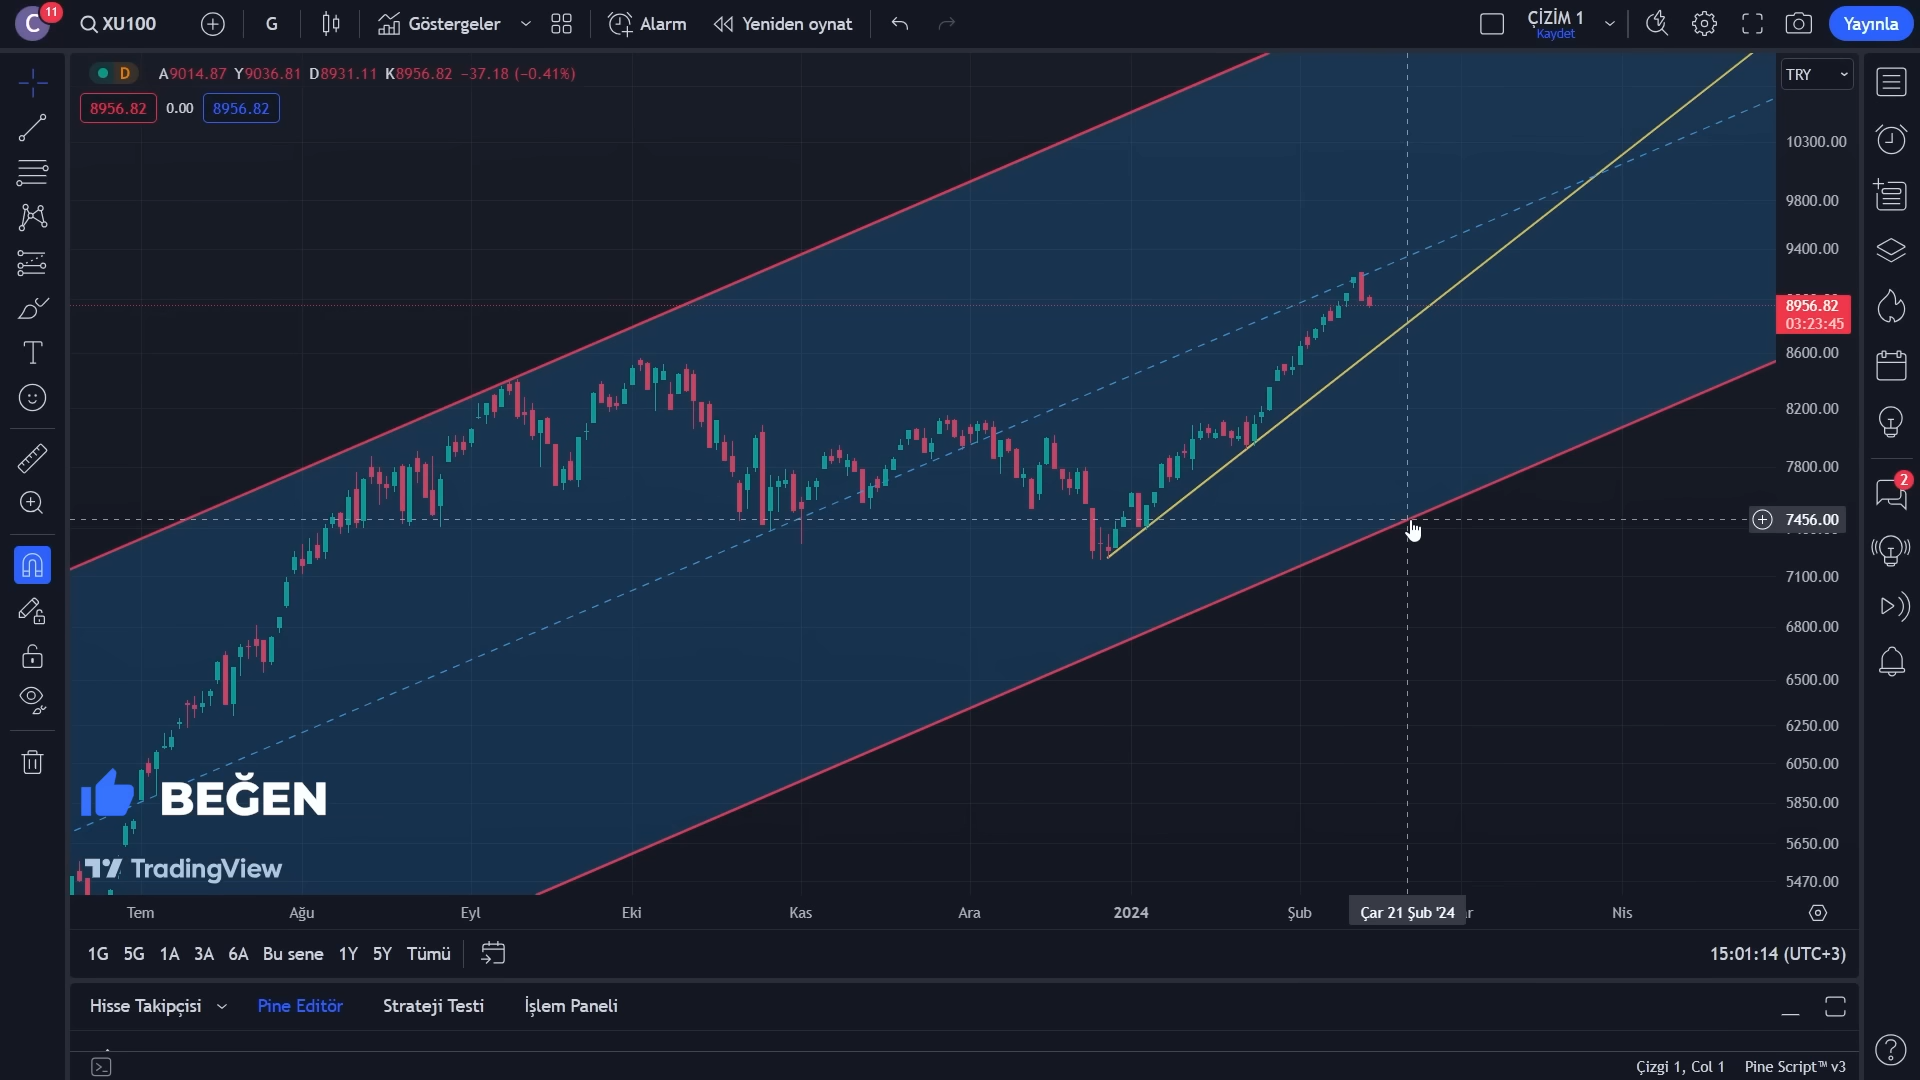 C 11 XU100 G Göstergeler Alarm Yeniden oynat ÇİZİM 1 Kaydet Yayınla
D A9014.87 Y9036.81 D8931.11 K8956.82 −37.18 (−0.41%) TRY
8956.82 0.00 8956.82
10300.00
9800.00
9400.00
8956.82
03:23:45
8600.00
8200.00
7800.00
2
7456.00
7100.00
6800.00
6500.00
6250.00
6050.00
BEĞEN
5850.00
5650.00
TradingView
5470.00
Tem Ağu Eyl Eki Kas Ara 2024 Şub Çar 21 Şub '24 Nis
1G 5G 1A 3A 6A Bu sene 1Y 5Y Tümü 15:01:14 (UTC+3)
Hisse Takipçisi Pine Editör Strateji Testi İşlem Paneli
Çizgi 1, Col 1 Pine Script™ v3